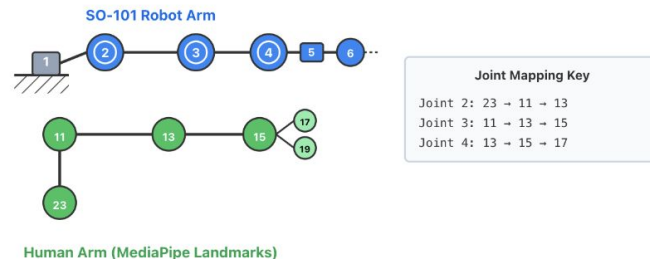 SO-101 Robot Arm
1
2
3
4
5
6
Joint Mapping Key
Joint 2: 23 → 11 → 13
Joint 3: 11 → 13 → 15
Joint 4: 13 → 15 → 17
11
13
15
17
19
23
Human Arm (MediaPipe Landmarks)